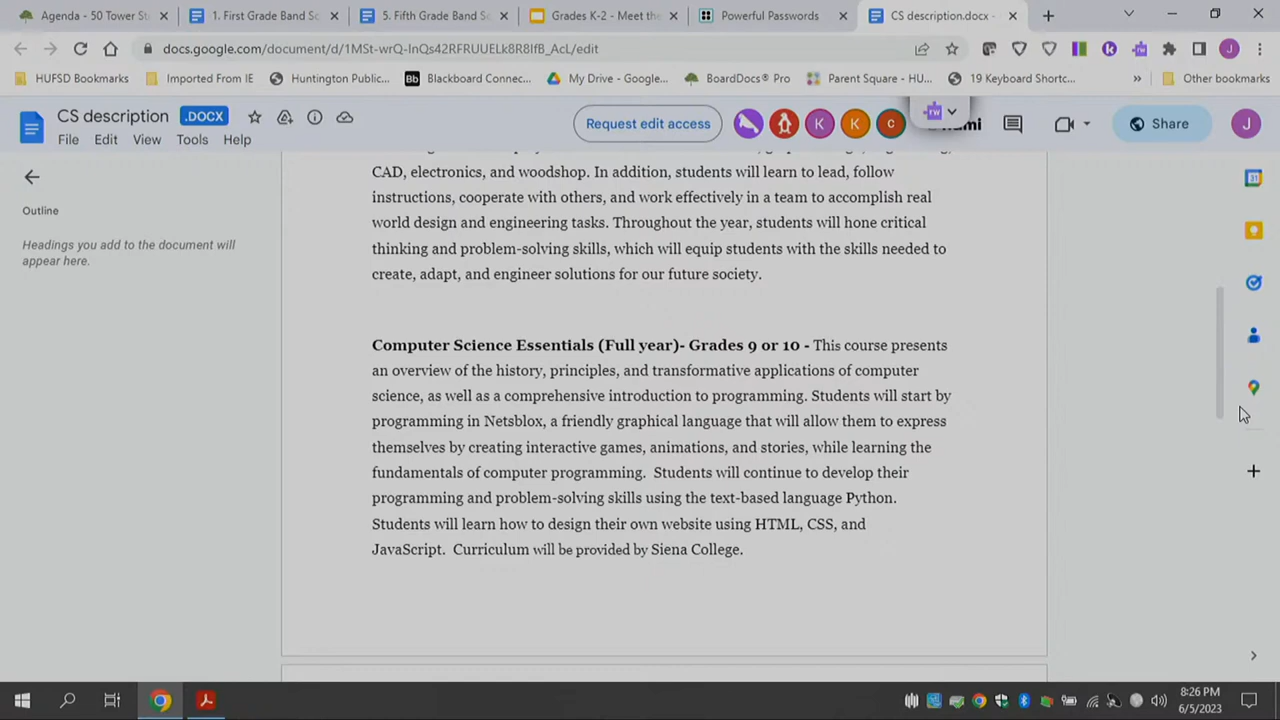 Agenda - 50 Tower St
1. First Grade Band Sc
5. Fifth Grade Band Sc
Grades K-2 - Meet the
Powerful Passwords
CS description.docx -
docs.google.com/document/d/1MSt-wrQ-InQs42RFRUUELk8R8IfB_AcL/edit
HUFSD Bookmarks
Imported From IE
Huntington Public...
Blackboard Connec...
My Drive - Google...
BoardDocs® Pro
Parent Square - HU...
19 Keyboard Shortc...
»
Other bookmarks
CS description .DOCX
Request edit access
Share
File Edit View Tools Help
Outline
Headings you add to the document will
appear here.
CAD, electronics, and woodshop. In addition, students will learn to lead, follow
instructions, cooperate with others, and work effectively in a team to accomplish real
world design and engineering tasks. Throughout the year, students will hone critical
thinking and problem-solving skills, which will equip students with the skills needed to
create, adapt, and engineer solutions for our future society.
Computer Science Essentials (Full year)- Grades 9 or 10 - This course presents
an overview of the history, principles, and transformative applications of computer
science, as well as a comprehensive introduction to programming. Students will start by
programming in Netsblox, a friendly graphical language that will allow them to express
themselves by creating interactive games, animations, and stories, while learning the
fundamentals of computer programming.  Students will continue to develop their
programming and problem-solving skills using the text-based language Python.
Students will learn how to design their own website using HTML, CSS, and
JavaScript.  Curriculum will be provided by Siena College.
8:26 PM
6/5/2023